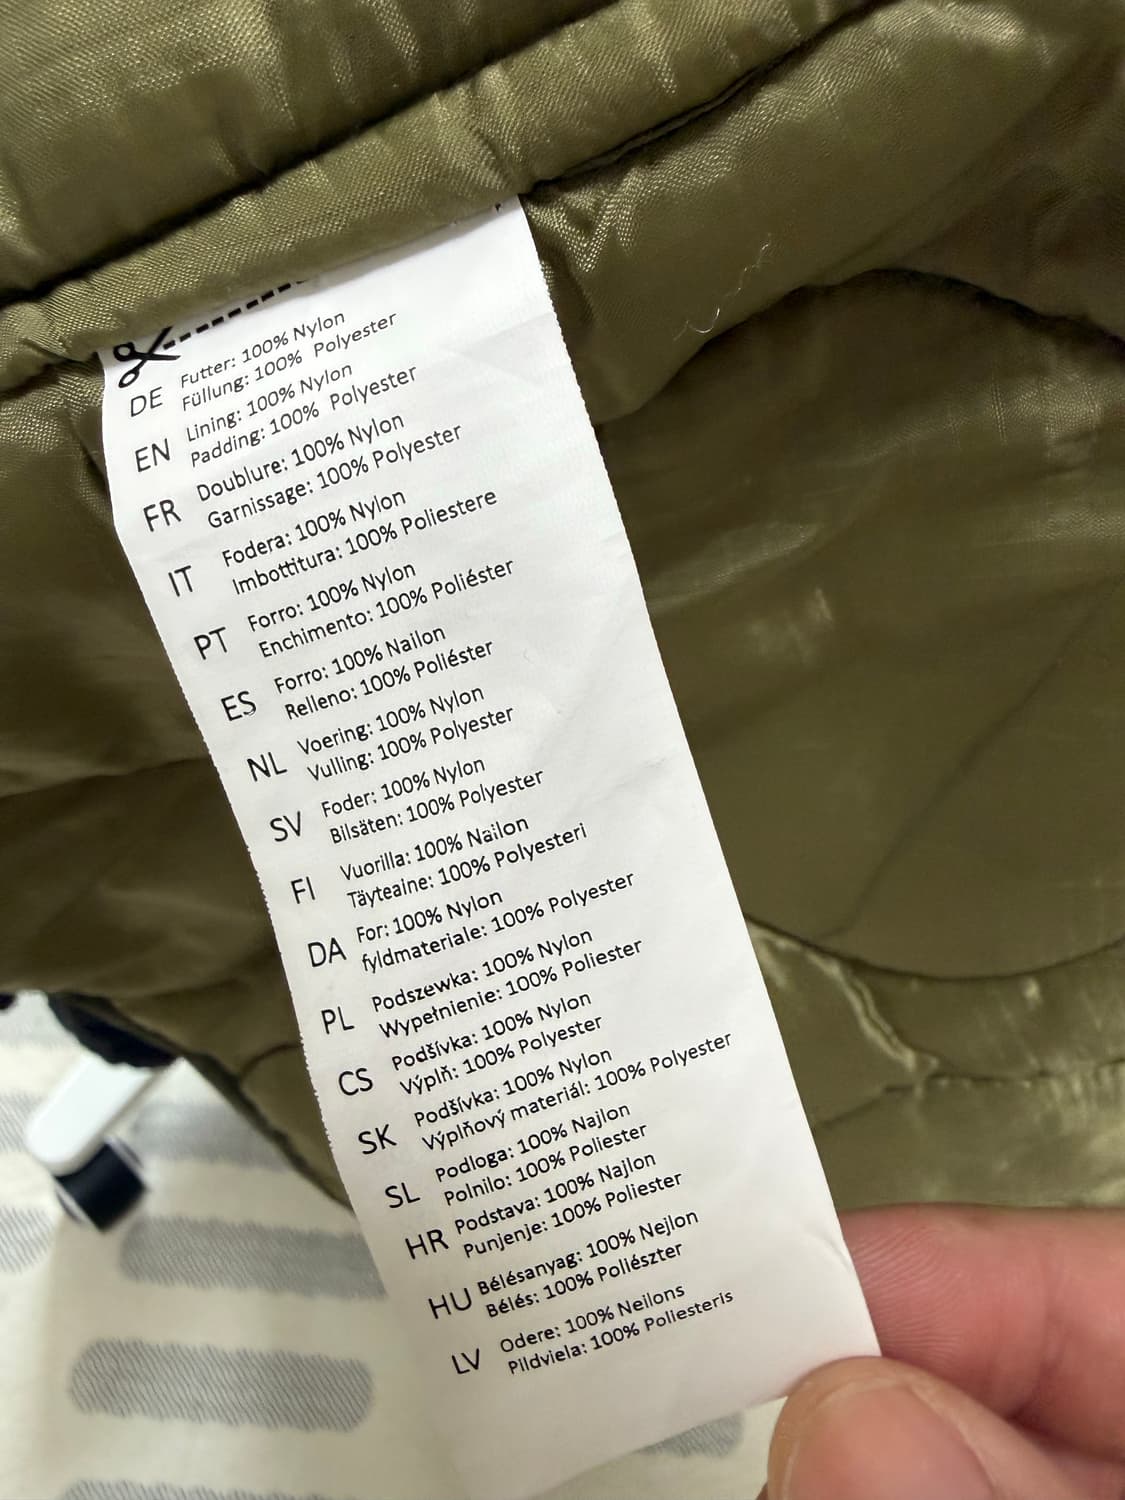 DE Futter: 100% Nylon
Füllung: 100% Polyester
EN Lining: 100% Nylon
Padding: 100% Polyester
FR Doublure: 100% Nylon
Garnissage: 100% Polyester
IT Fodera: 100% Nylon
Imbottitura: 100% Poliestere
PT Forro: 100% Nylon
Enchimento: 100% Poliéster
ES Forro: 100% Nailon
Relleno: 100% Poliéster
NL Voering: 100% Nylon
Vulling: 100% Polyester
SV Foder: 100% Nylon
Bilsäten: 100% Polyester
FI Vuorilla: 100% Nailon
Täyteaine: 100% Polyesteri
DA For: 100% Nylon
fyldmateriale: 100% Polyester
PL Podszewka: 100% Nylon
Wypełnienie: 100% Poliester
CS Podšívka: 100% Nylon
Výplň: 100% Polyester
SK Podšívka: 100% Nylon
Výplňový materiál: 100% Polyester
SL Podloga: 100% Najlon
Polnilo: 100% Poliester
HR Podstava: 100% Najlon
Punjenje: 100% Poliester
HU Bélésanyag: 100% Nejlon
Bélés: 100% Poliészter
LV Odere: 100% Neilons
Pildviela: 100% Poliesteris